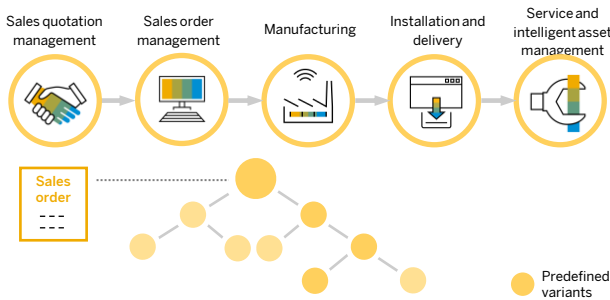 Sales quotation
management
Sales order
management
Manufacturing
Installation and
delivery
Service and
intelligent asset
management
Sales
order
---
---
Predefined
variants